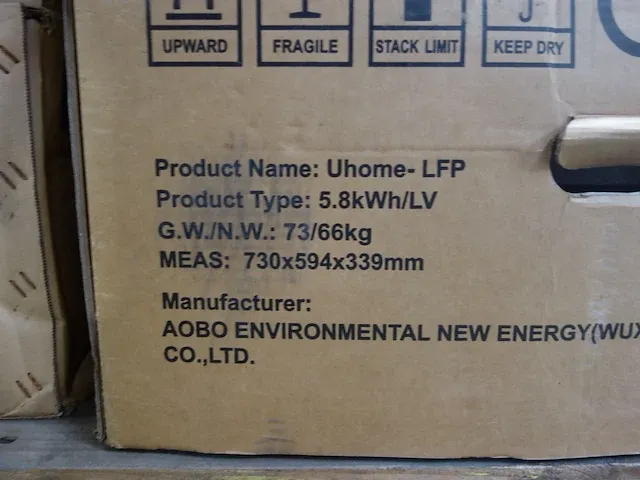 UPWARD FRAGILE STACK LIMIT KEEP DRY
Product Name: Uhome- LFP
Product Type: 5.8kWh/LV
G.W./N.W.: 73/66kg
MEAS: 730x594x339mm
Manufacturer:
AOBO ENVIRONMENTAL NEW ENERGY(WUX
CO.,LTD.